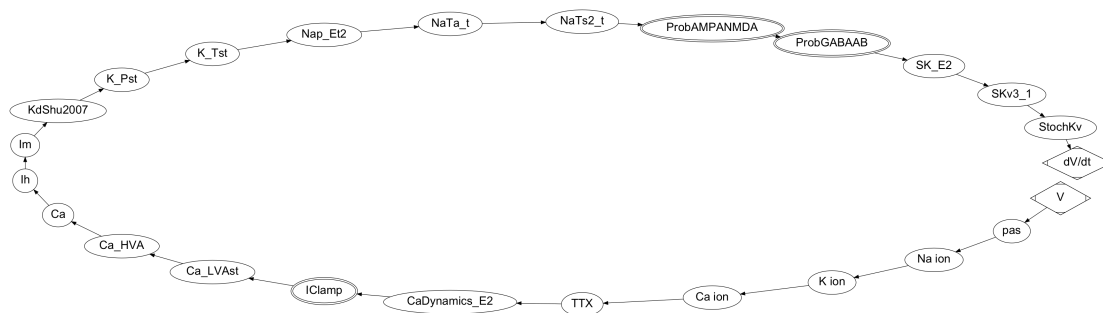 NaTa_t
NaTs2_t
ProbAMPANMDA
ProbGABAAB
SK_E2
SKv3_1
StochKv
dV/dt
V
pas
Na ion
K ion
Ca ion
TTX
CaDynamics_E2
IClamp
Ca_LVAst
Ca_HVA
Ca
Ih
Im
KdShu2007
K_Pst
K_Tst
Nap_Et2